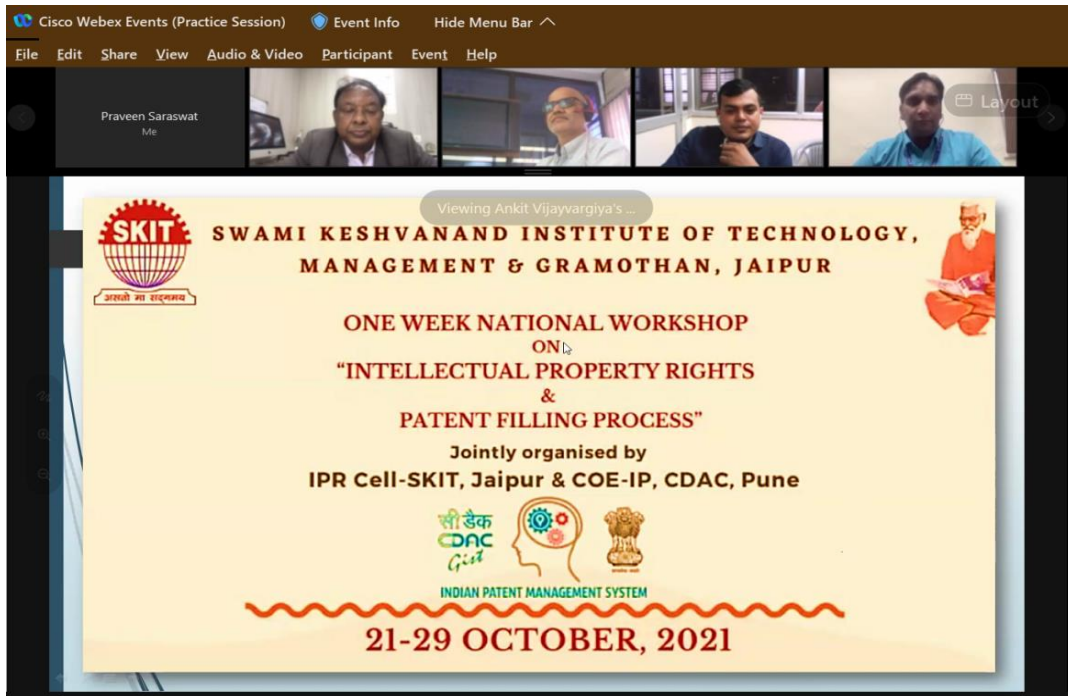 Cisco Webex Events (Practice Session) Event Info Hide Menu Bar
File Edit Share View Audio & Video Participant Event Help
Praveen Saraswat
Me
Layout
Viewing Ankit Vijayvargiya's ...
SKIT
असतो मा सद्गमय
SWAMI KESHVANAND INSTITUTE OF TECHNOLOGY,
MANAGEMENT & GRAMOTHAN, JAIPUR
ONE WEEK NATIONAL WORKSHOP
ON
“INTELLECTUAL PROPERTY RIGHTS
&
PATENT FILLING PROCESS”
Jointly organised by
IPR Cell-SKIT, Jaipur & COE-IP, CDAC, Pune
सी डैक
CDAC
Gist
INDIAN PATENT MANAGEMENT SYSTEM
21-29 OCTOBER, 2021